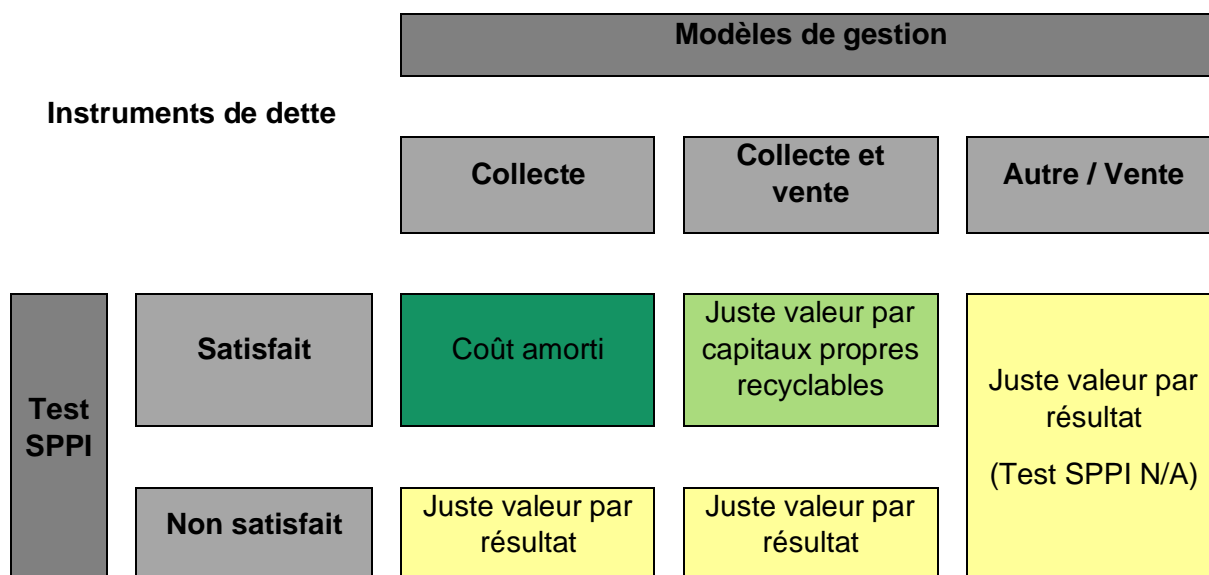 Modèles de gestion
Instruments de dette
Collecte
Collecte et
vente
Autre / Vente
Test
SPPI
Satisfait
Coût amorti
Juste valeur par
capitaux propres
recyclables
Juste valeur par
résultat
(Test SPPI N/A)
Non satisfait
Juste valeur par
résultat
Juste valeur par
résultat